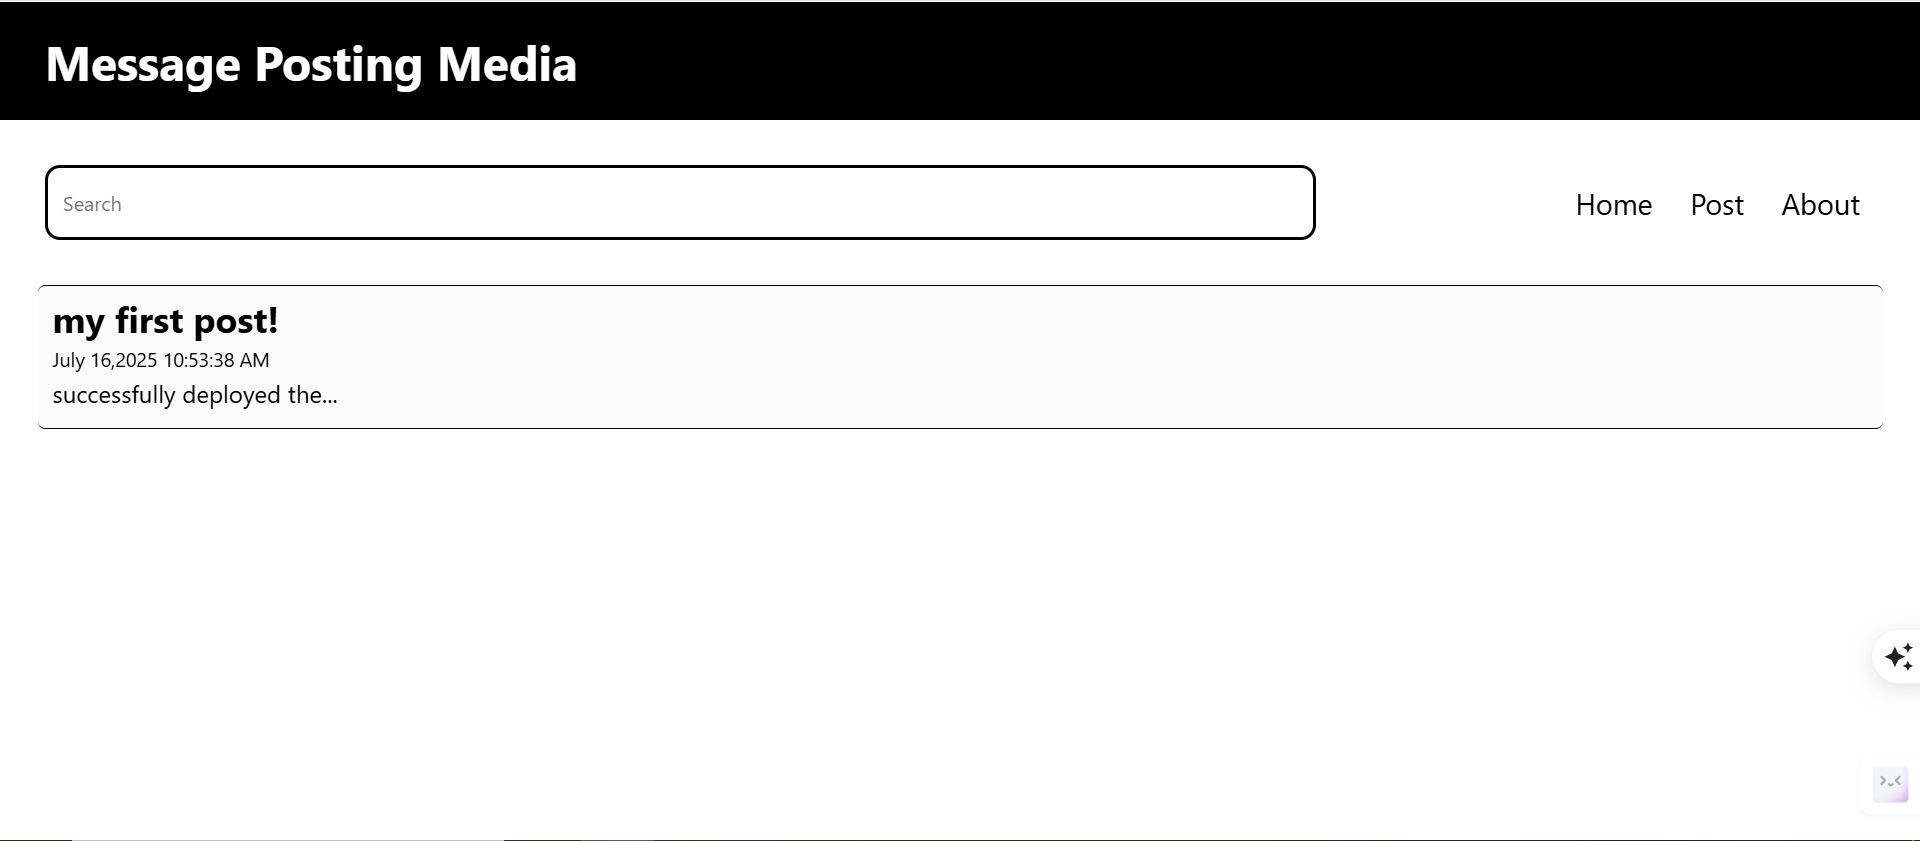 Message Posting Media
Search
Home Post About
my first post!
July 16,2025 10:53:38 AM
successfully deployed the...